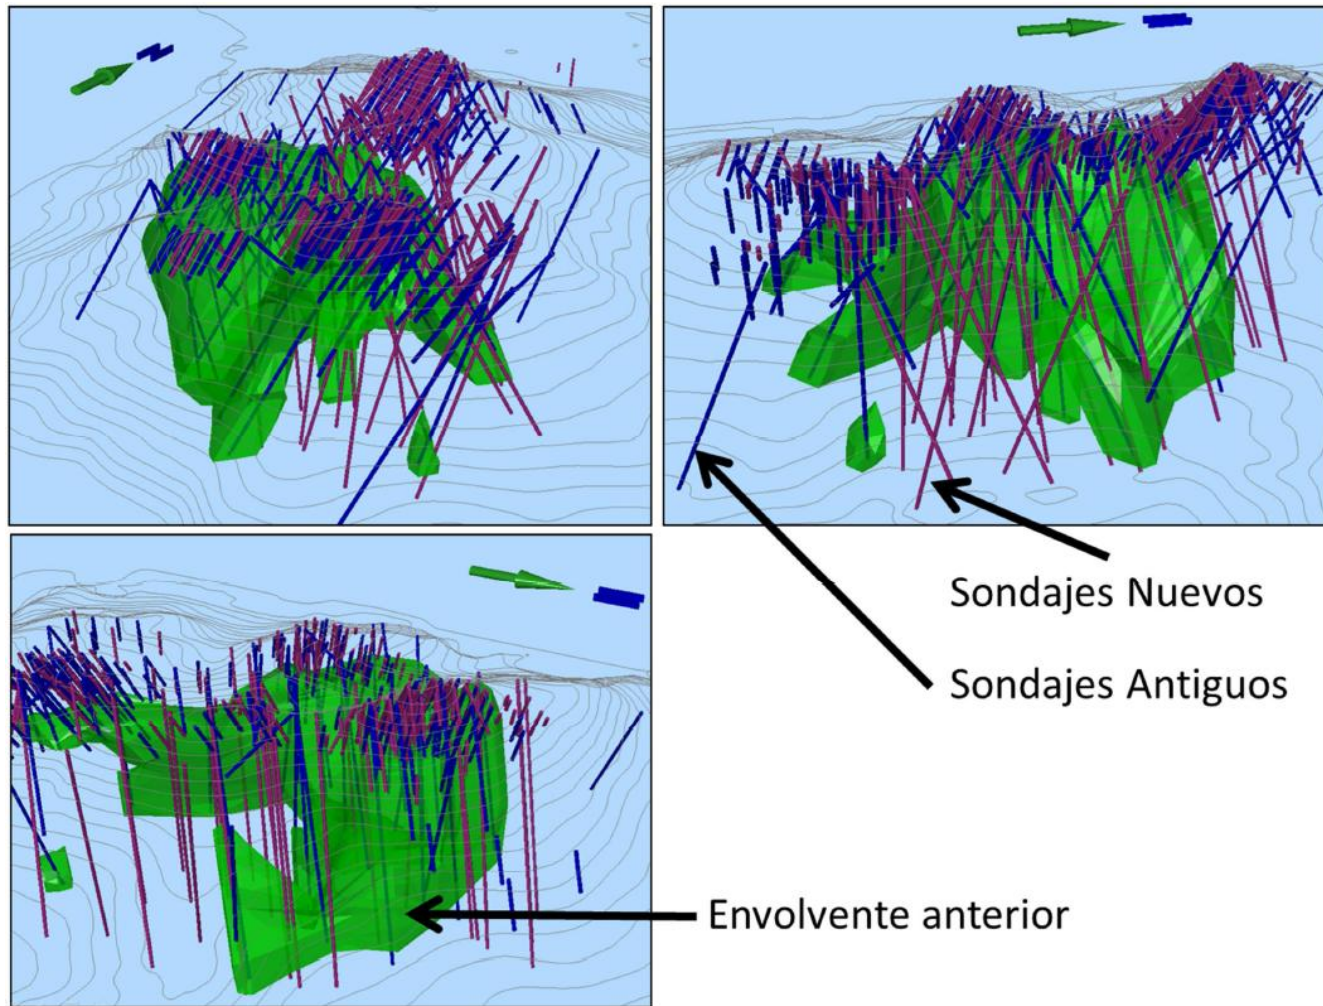 Sondajes Nuevos
Sondajes Antiguos
Envolvente anterior